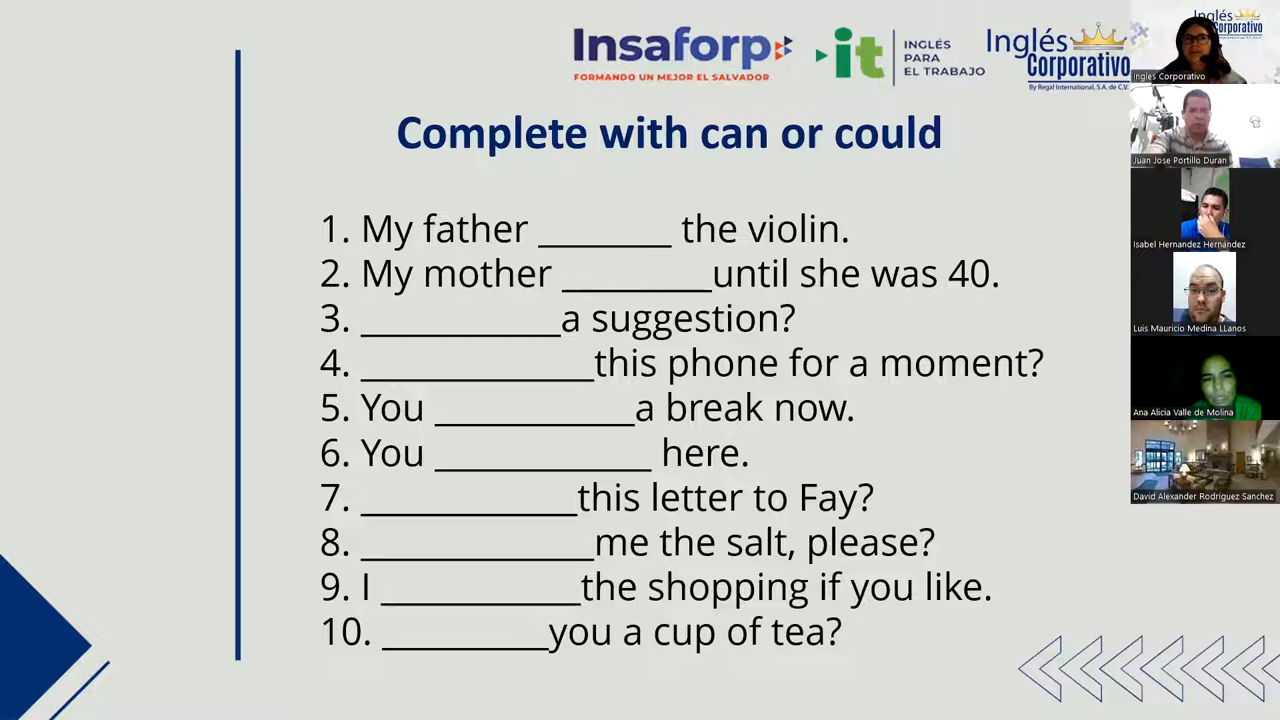 Insaforp
FORMANDO UN MEJOR EL SALVADOR
it
INGLÉS
PARA
EL TRABAJO
Inglés
Corporativo
By Regal International, S.A. de C.V.
Complete with can or could
1. My father _______ the violin.
2. My mother _________until she was 40.
3. ____________a suggestion?
4. ______________this phone for a moment?
5. You ____________a break now.
6. You _____________ here.
7. _____________this letter to Fay?
8. ______________me the salt, please?
9. I ____________the shopping if you like.
10. __________you a cup of tea?
Inglés
Corporativo
Ingles Corporativo
Juan Jose Portillo Duran
Isabel Hernandez Hernández
Luis Mauricio Medina LLanos
Ana Alicia Valle de Molina
David Alexander Rodriguez Sanchez